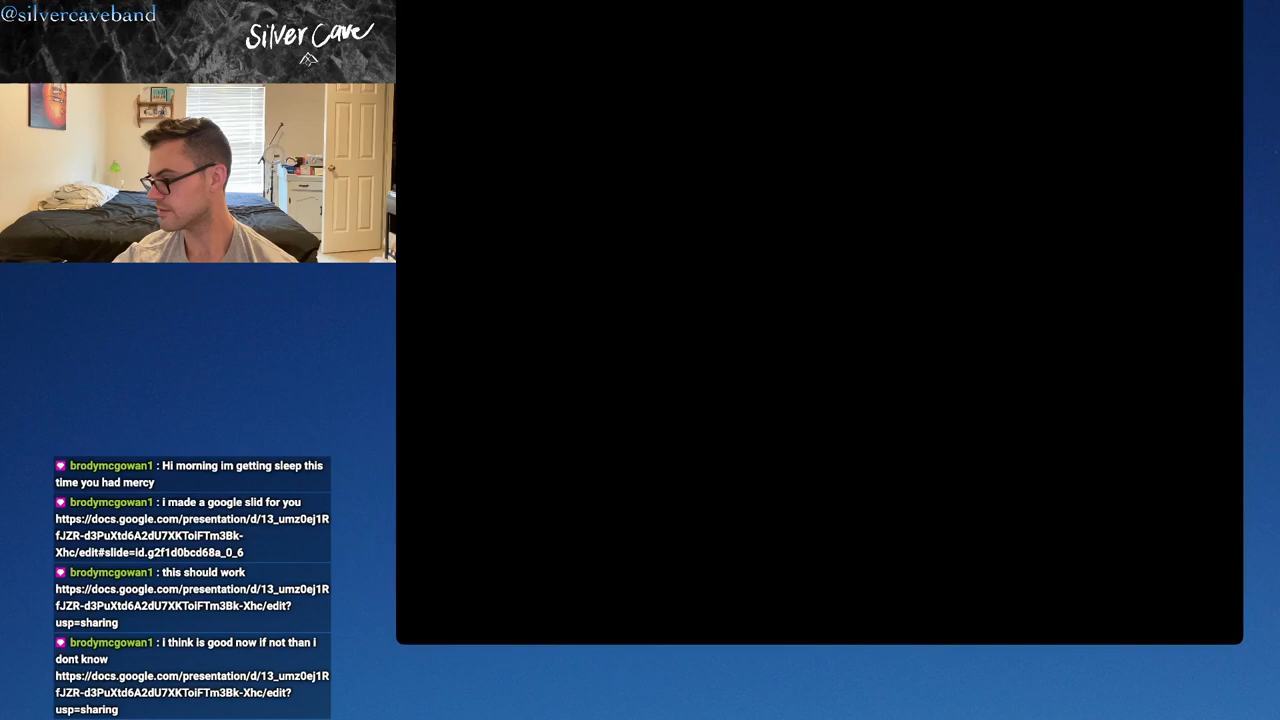 @silvercaveband
Silver Cave
brodymcgowan1 : Hi morning im getting sleep this
time you had mercy
brodymcgowan1 : i made a google slid for you
https://docs.google.com/presentation/d/13_umz0ej1R
fJZR-d3PuXtd6A2dU7XKToiFTm3Bk-
Xhc/edit#slide=id.g2f1d0bcd68a_0_6
brodymcgowan1 : this should work
https://docs.google.com/presentation/d/13_umz0ej1R
fJZR-d3PuXtd6A2dU7XKToiFTm3Bk-Xhc/edit?
usp=sharing
brodymcgowan1 : i think is good now if not than i
dont know
https://docs.google.com/presentation/d/13_umz0ej1R
fJZR-d3PuXtd6A2dU7XKToiFTm3Bk-Xhc/edit?
usp=sharing